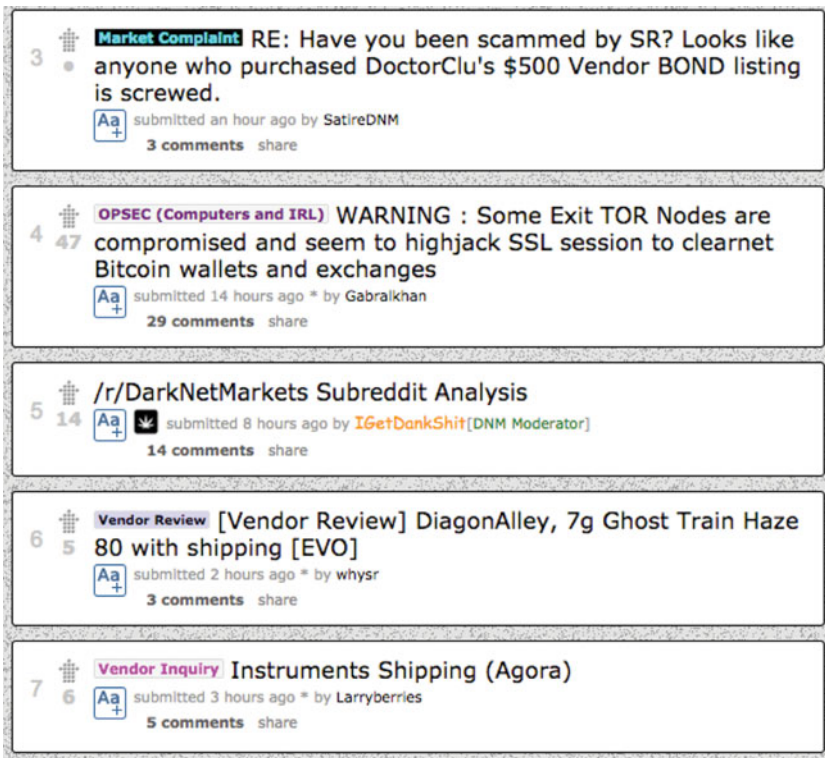 3
Market Complaint RE: Have you been scammed by SR? Looks like
anyone who purchased DoctorClu's $500 Vendor BOND listing
is screwed.
Aa+ submitted an hour ago by SatireDNM
3 comments share
4
47
OPSEC (Computers and IRL) WARNING : Some Exit TOR Nodes are
compromised and seem to highjack SSL session to clearnet
Bitcoin wallets and exchanges
Aa+ submitted 14 hours ago * by Gabralkhan
29 comments share
5
14
/r/DarkNetMarkets Subreddit Analysis
Aa+ submitted 8 hours ago by IGetDankShit[DNM Moderator]
14 comments share
6
5
Vendor Review [Vendor Review] DiagonAlley, 7g Ghost Train Haze
80 with shipping [EVO]
Aa+ submitted 2 hours ago * by whysr
3 comments share
7
6
Vendor Inquiry Instruments Shipping (Agora)
Aa+ submitted 3 hours ago * by Larryberries
5 comments share